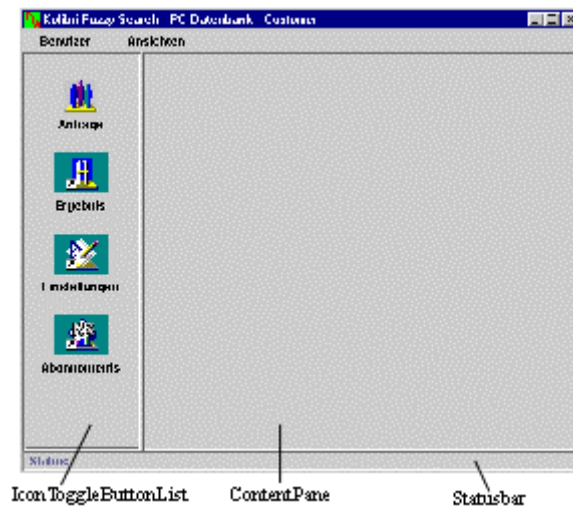 Kolibri Fuzzy Search PC Datenbank Customer
Benutzer Ansichten
Anfrage
Ergebnis
Einstellungen
Abonnements
Status
IconToggleButtonList ContentPane Statusbar